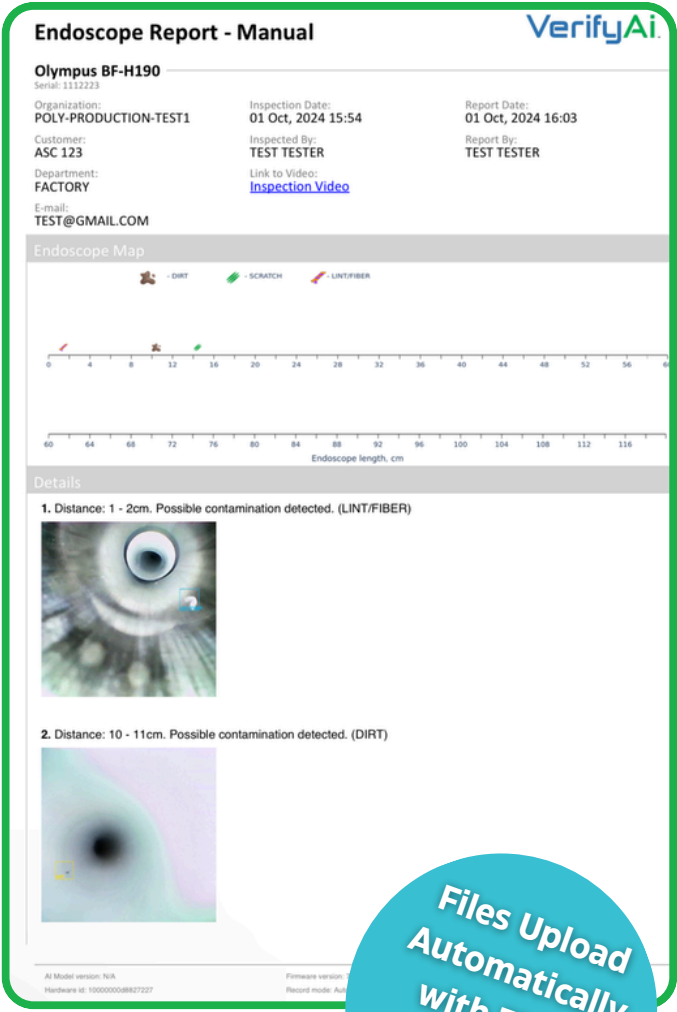 Endoscope Report - Manual
VerifyAi.
Olympus BF-H190
Serial: 1112223
Organization:
POLY-PRODUCTION-TEST1
Inspection Date:
01 Oct, 2024 15:54
Report Date:
01 Oct, 2024 16:03
Customer:
ASC 123
Inspected By:
TEST TESTER
Report By:
TEST TESTER
Department:
FACTORY
Link to Video:
Inspection Video
E-mail:
TEST@GMAIL.COM
Endoscope Map
- DIRT - SCRATCH - LINT/FIBER
0 4 8 12 16 20 24 28 32 36 40 44 48 52 56
60 64 68 72 76 80 84 88 92 96 100 104 108 112 116
Endoscope length, cm
Details
1. Distance: 1 - 2cm. Possible contamination detected. (LINT/FIBER)
2. Distance: 10 - 11cm. Possible contamination detected. (DIRT)
Files Upload
Automatically
with
AI Model version: N/A
Firmware version:
Hardware id: 10000000d8827227
Record mode: